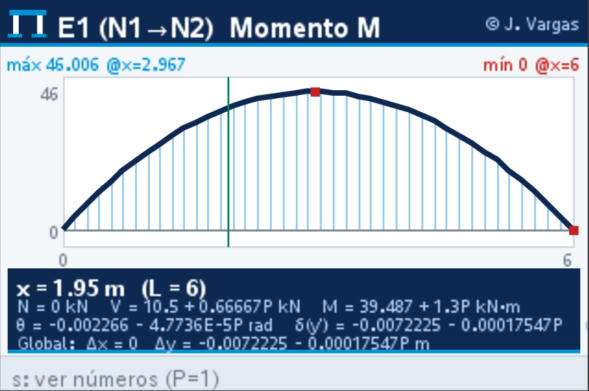 E1 (N1→N2) Momento M
© J. Vargas
máx 46.006 @x=2.967
mín 0 @x=6
46
0
0
6
x = 1.95 m (L = 6)
N = 0 kN V = 10.5 + 0.66667P kN M = 39.487 + 1.3P kN·m
θ = -0.002266 - 4.7736E-5P rad δ(y') = -0.0072225 - 0.00017547P
Global: Δx = 0 Δy = -0.0072225 - 0.00017547P m
s: ver números (P=1)